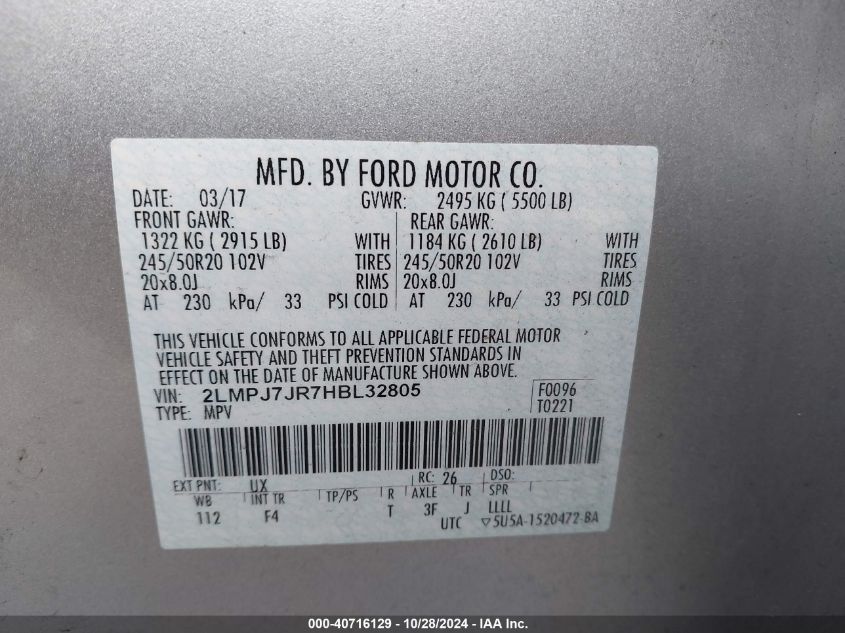 MFD. BY FORD MOTOR CO.
DATE: 03/17 GVWR: 2495 KG ( 5500 LB)
FRONT GAWR: REAR GAWR:
1322 KG ( 2915 LB) WITH 1184 KG ( 2610 LB) WITH
245/50R20 102V TIRES 245/50R20 102V TIRES
20x8.0J RIMS 20x8.0J RIMS
AT 230 kPa/ 33 PSI COLD AT 230 kPa/ 33 PSI COLD
THIS VEHICLE CONFORMS TO ALL APPLICABLE FEDERAL MOTOR
VEHICLE SAFETY AND THEFT PREVENTION STANDARDS IN
EFFECT ON THE DATE OF MANUFACTURE SHOWN ABOVE.
VIN: 2LMPJ7JR7HBL32805 F0096
TYPE: MPV T0221
EXT PNT: UX RC: 26 DSO:
WB INT TR TP/PS R AXLE TR SPR
112 F4 T 3F J LLLL
UTC ▽5U5A-1520472-BA
000-40716129 - 10/28/2024 - IAA Inc.